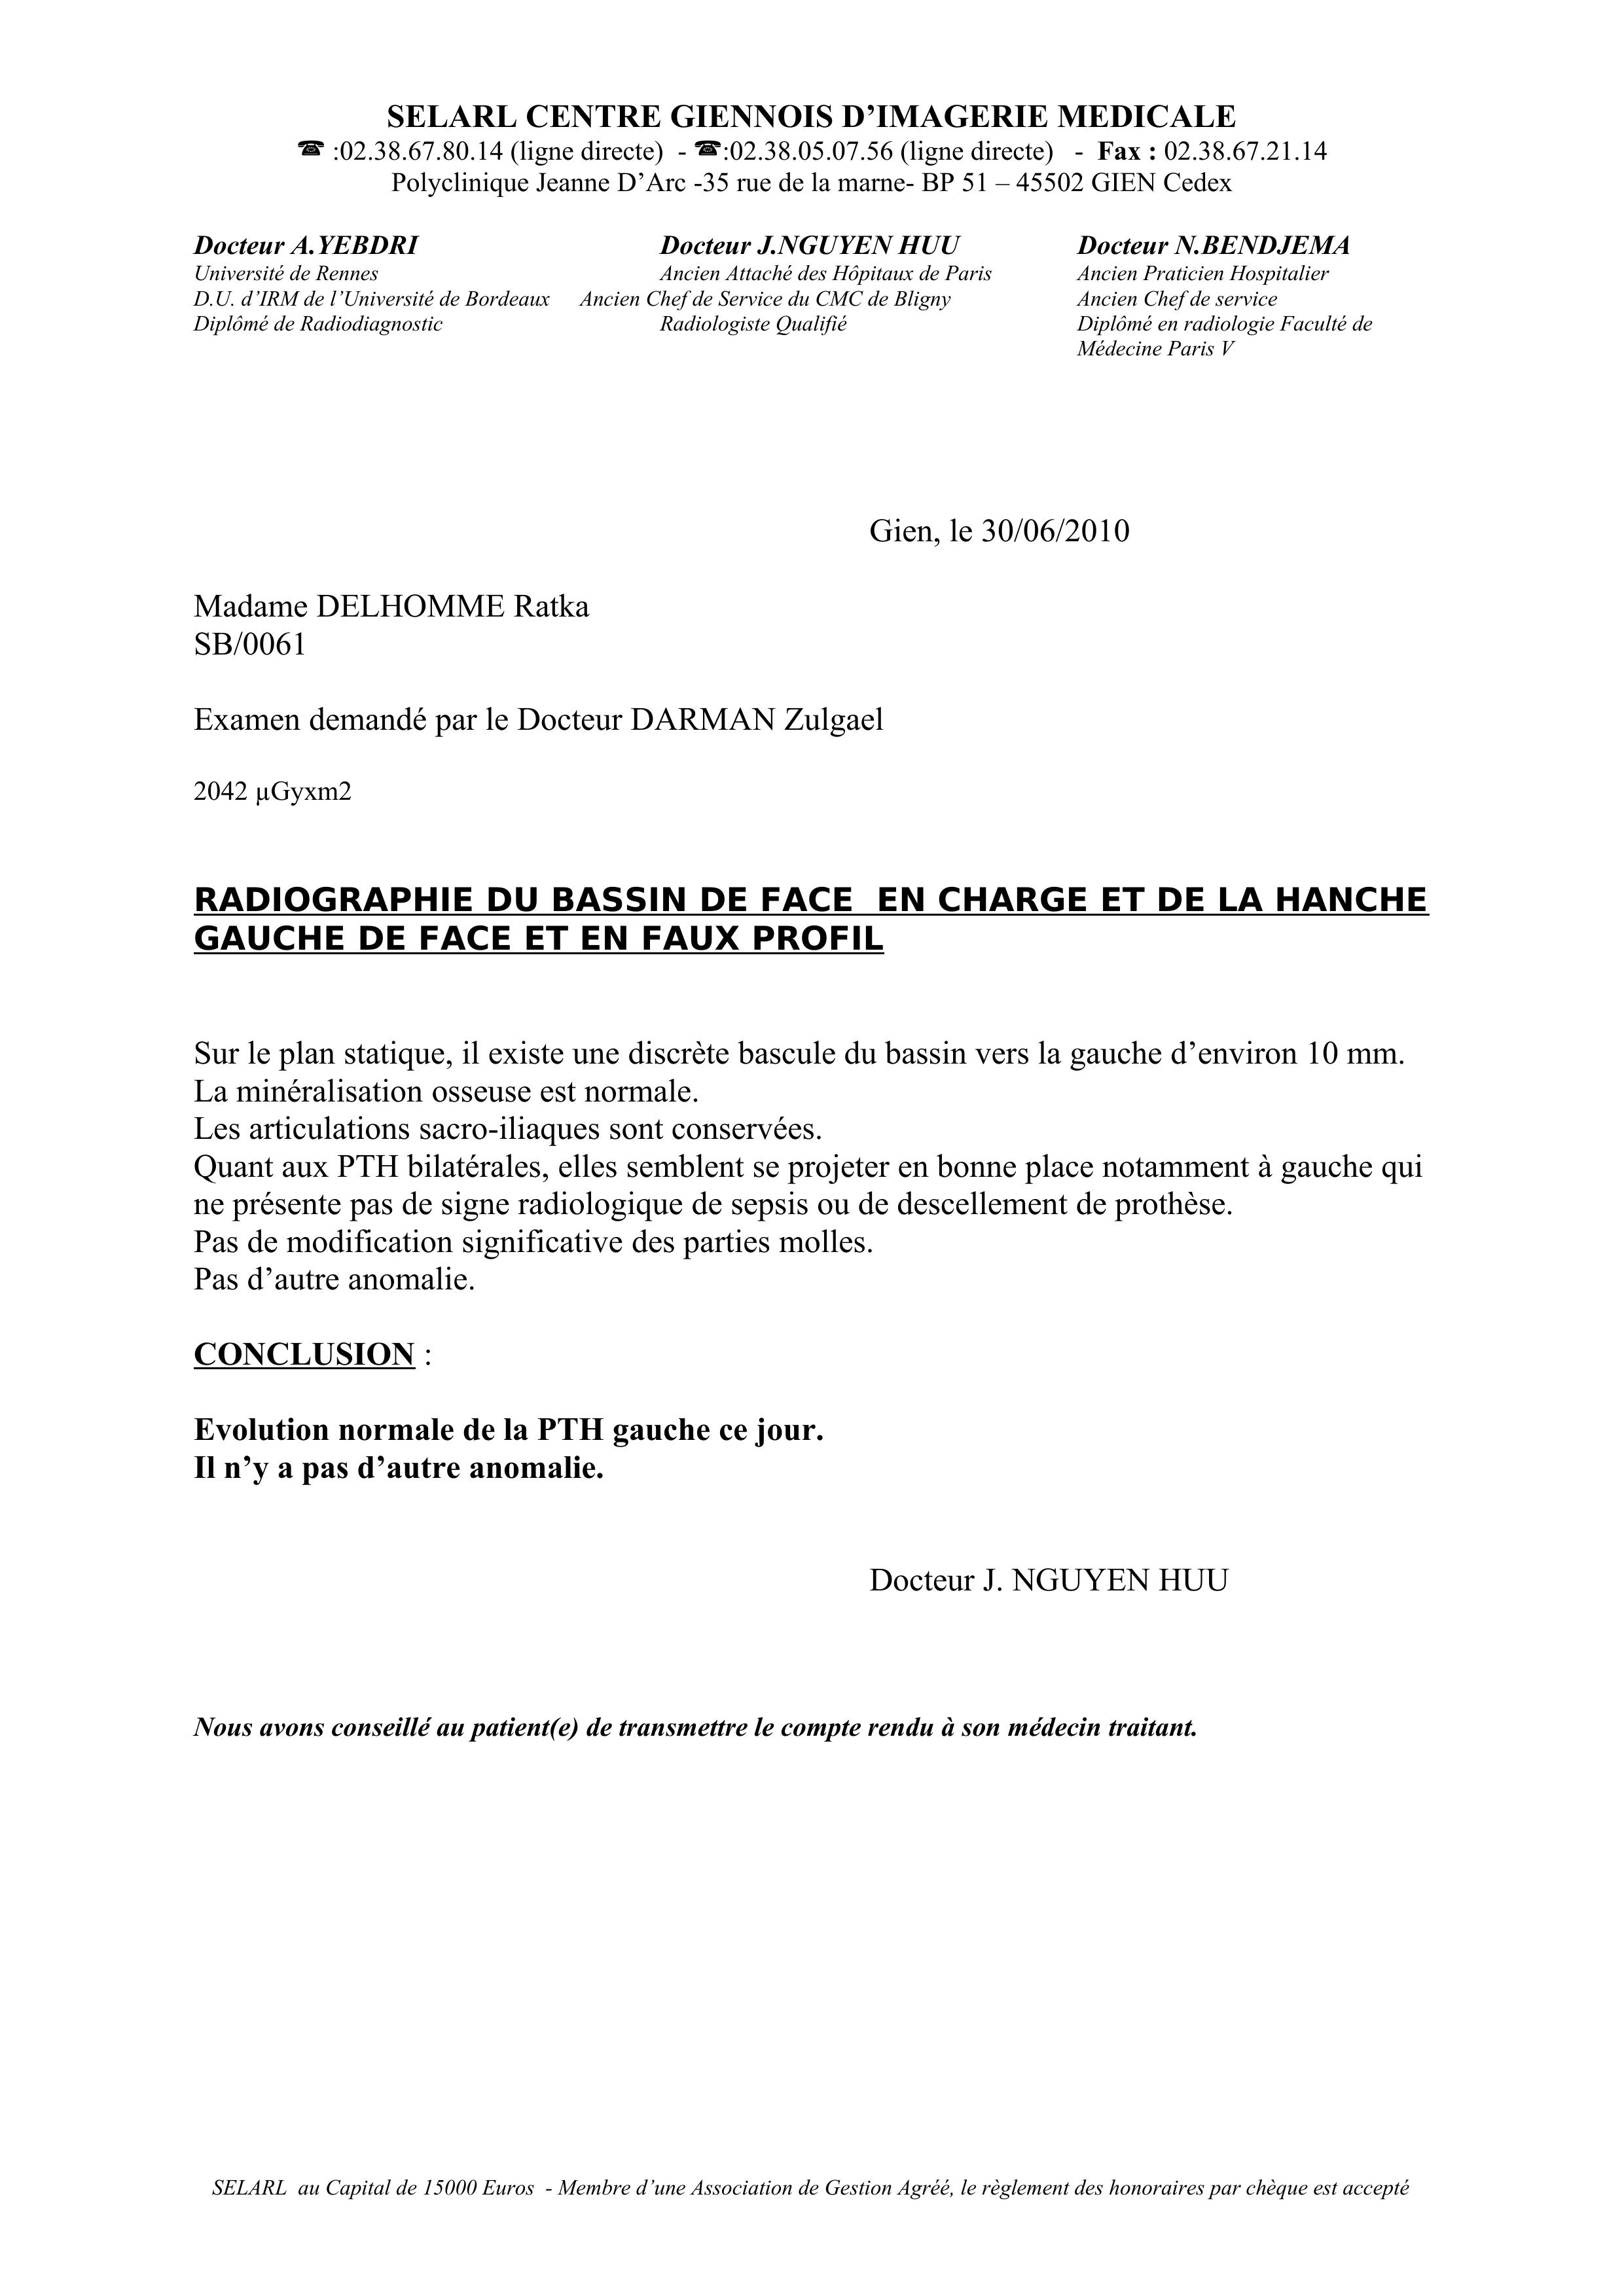 SELARL CENTRE GIENNOIS D’IMAGERIE MEDICALE
☎ :02.38.67.80.14 (ligne directe) - ☎:02.38.05.07.56 (ligne directe) - Fax : 02.38.67.21.14
Polyclinique Jeanne D’Arc -35 rue de la marne- BP 51 – 45502 GIEN Cedex
Docteur A.YEBDRI Docteur J.NGUYEN HUU Docteur N.BENDJEMA
Université de Rennes Ancien Attaché des Hôpitaux de Paris Ancien Praticien Hospitalier
D.U. d’IRM de l’Université de Bordeaux Ancien Chef de Service du CMC de Bligny Ancien Chef de service
Diplômé de Radiodiagnostic Radiologiste Qualifié Diplômé en radiologie Faculté de
Médecine Paris V
Gien, le 30/06/2010
Madame DELHOMME Ratka
SB/0061
Examen demandé par le Docteur DARMAN Zulgael
2042 µGyxm2
RADIOGRAPHIE DU BASSIN DE FACE EN CHARGE ET DE LA HANCHE
GAUCHE DE FACE ET EN FAUX PROFIL
Sur le plan statique, il existe une discrète bascule du bassin vers la gauche d’environ 10 mm.
La minéralisation osseuse est normale.
Les articulations sacro-iliaques sont conservées.
Quant aux PTH bilatérales, elles semblent se projeter en bonne place notamment à gauche qui
ne présente pas de signe radiologique de sepsis ou de descellement de prothèse.
Pas de modification significative des parties molles.
Pas d’autre anomalie.
CONCLUSION :
Evolution normale de la PTH gauche ce jour.
Il n’y a pas d’autre anomalie.
Docteur J. NGUYEN HUU
Nous avons conseillé au patient(e) de transmettre le compte rendu à son médecin traitant.
SELARL au Capital de 15000 Euros - Membre d’une Association de Gestion Agréé, le règlement des honoraires par chèque est accepté